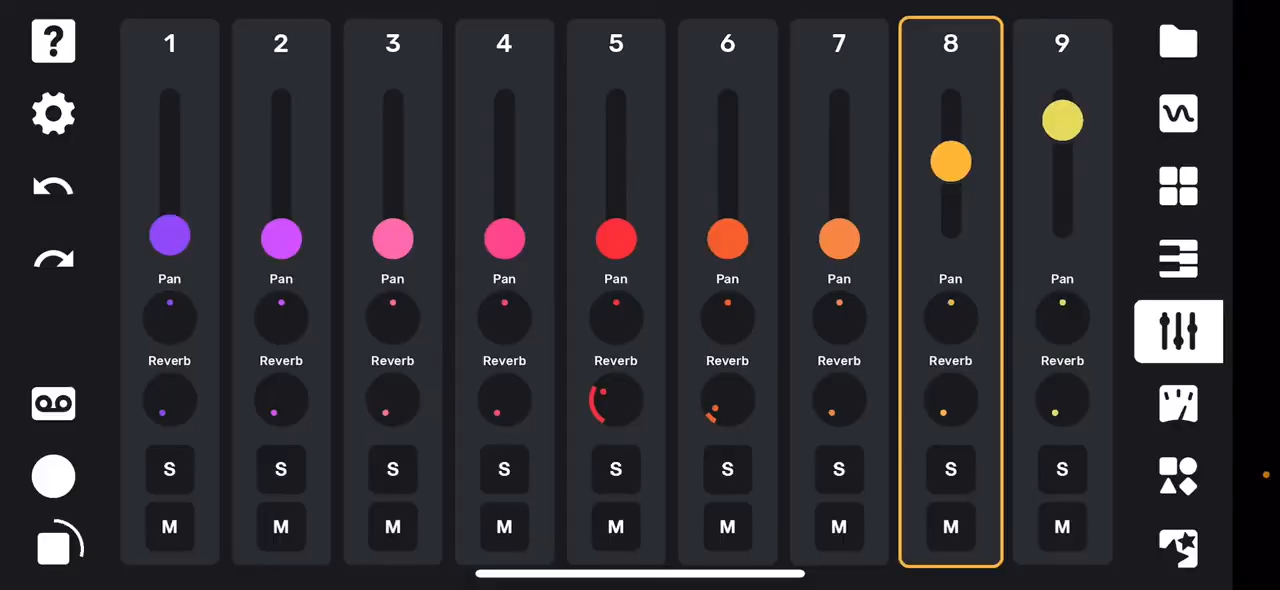 ?
1 2 3 4 5 6 7 8 9
Pan Pan Pan Pan Pan Pan Pan Pan Pan
Reverb Reverb Reverb Reverb Reverb Reverb Reverb Reverb Reverb
S S S S S S S S S
M M M M M M M M M